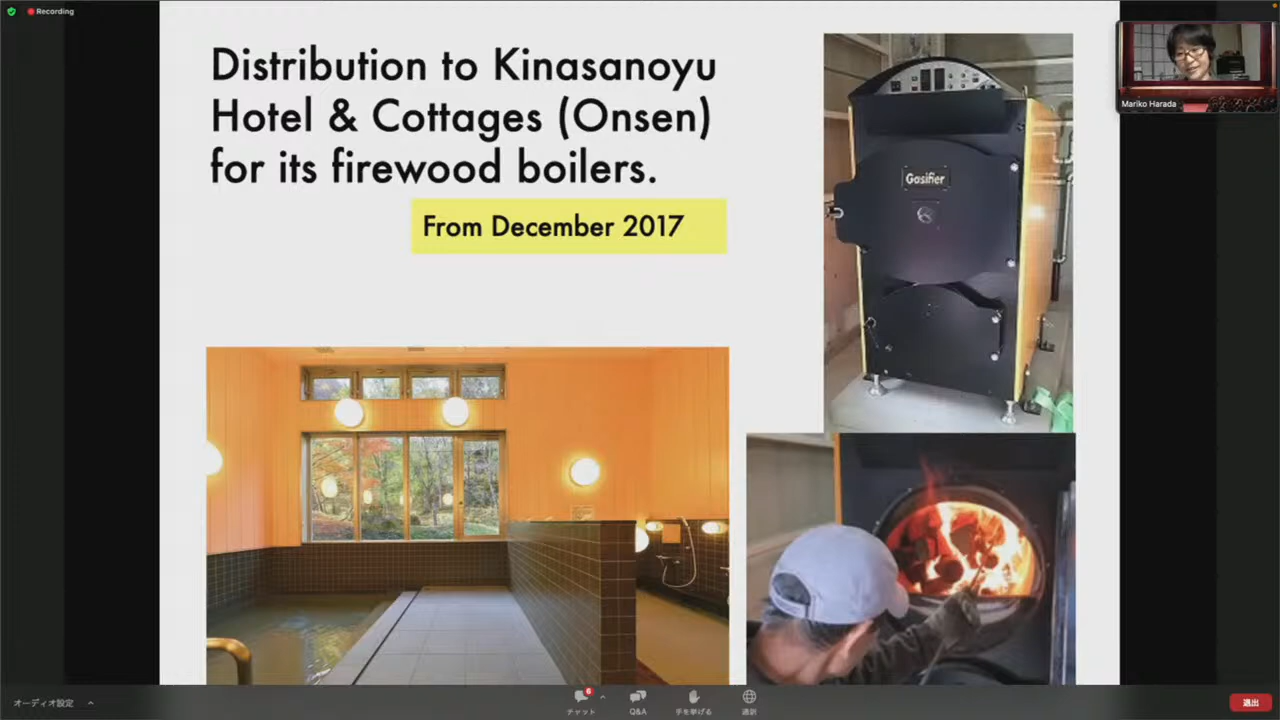 Recording
Distribution to Kinasanoyu
Hotel & Cottages (Onsen)
for its firewood boilers.
From December 2017
Gasifier
Mariko Harada
オーディオ設定
6
チャット
Q&A
手を挙げる
通訳
退出